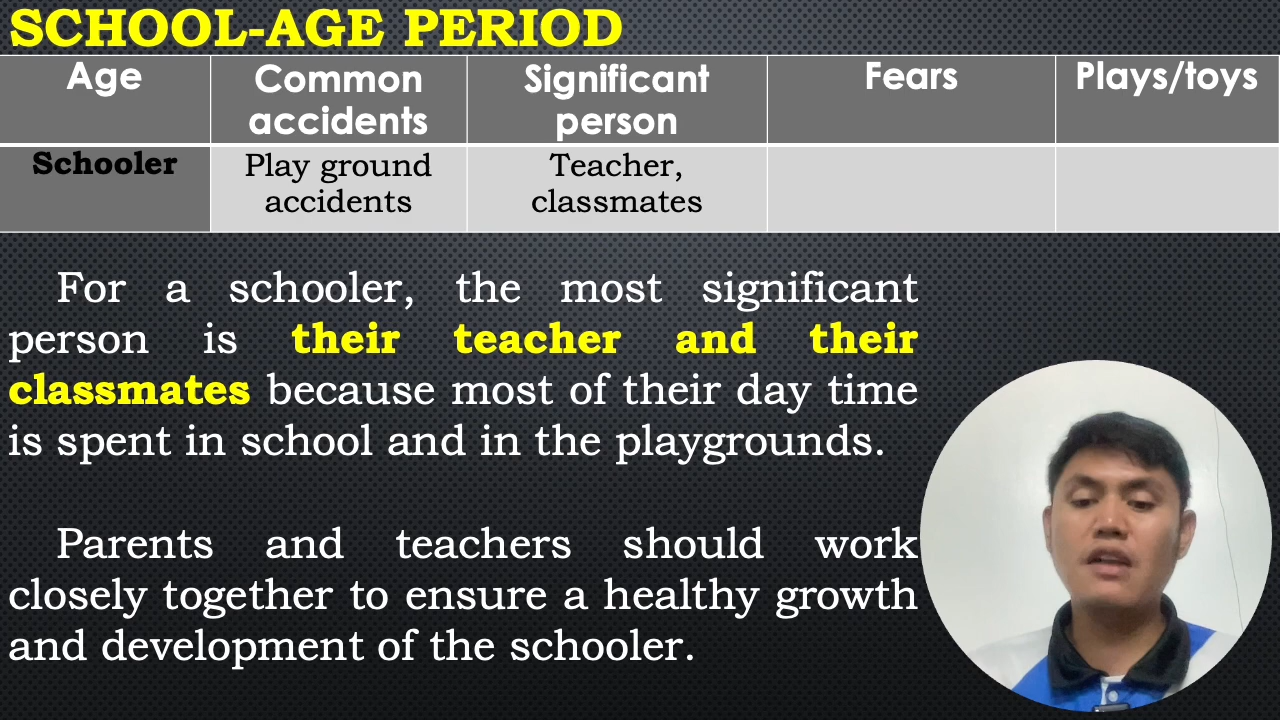 SCHOOL-AGE PERIOD
Age
Common
accidents
Significant
person
Fears
Plays/toys
Schooler
Play ground
accidents
Teacher,
classmates
For a schooler, the most significant
person is their teacher and their
classmates because most of their day time
is spent in school and in the playgrounds.
Parents and teachers should work
closely together to ensure a healthy growth
and development of the schooler.